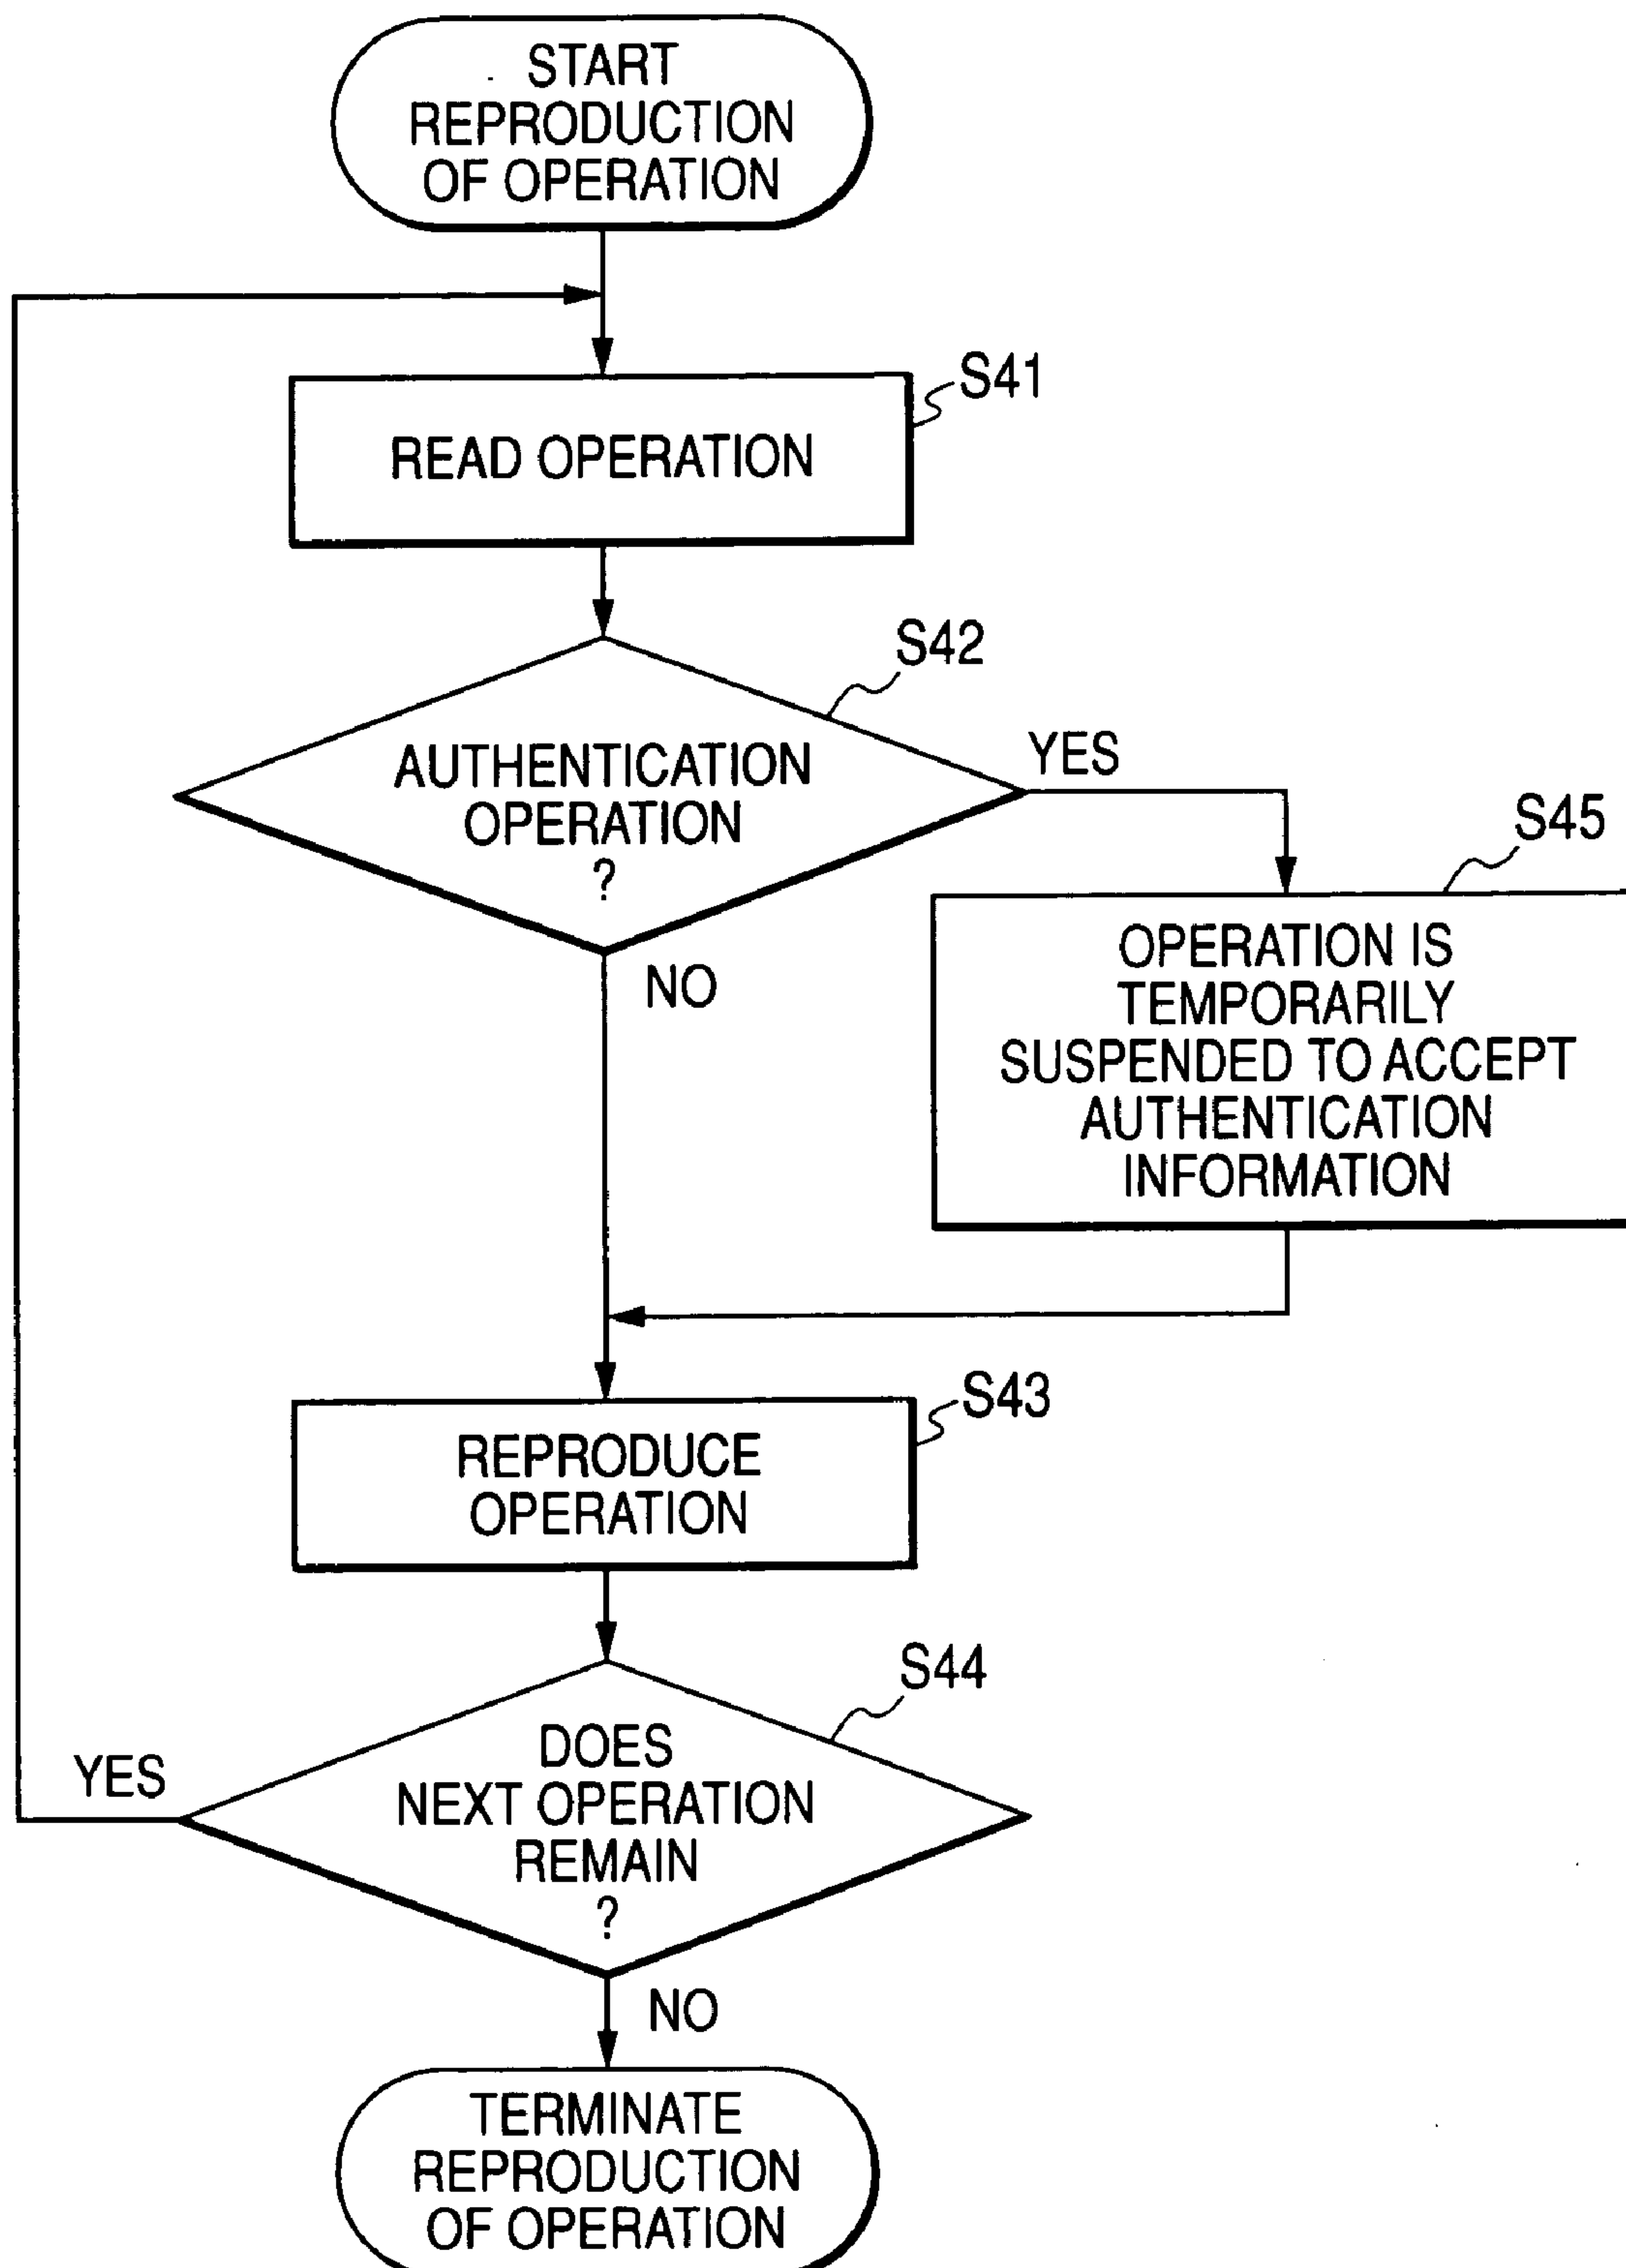 START
REPRODUCTION
OF OPERATION
S41
READ OPERATION
S42
AUTHENTICATION
OPERATION
?
YES
NO
S45
OPERATION IS
TEMPORARILY
SUSPENDED TO ACCEPT
AUTHENTICATION
INFORMATION
S43
REPRODUCE
OPERATION
S44
DOES
NEXT OPERATION
REMAIN
?
YES
NO
TERMINATE
REPRODUCTION
OF OPERATION